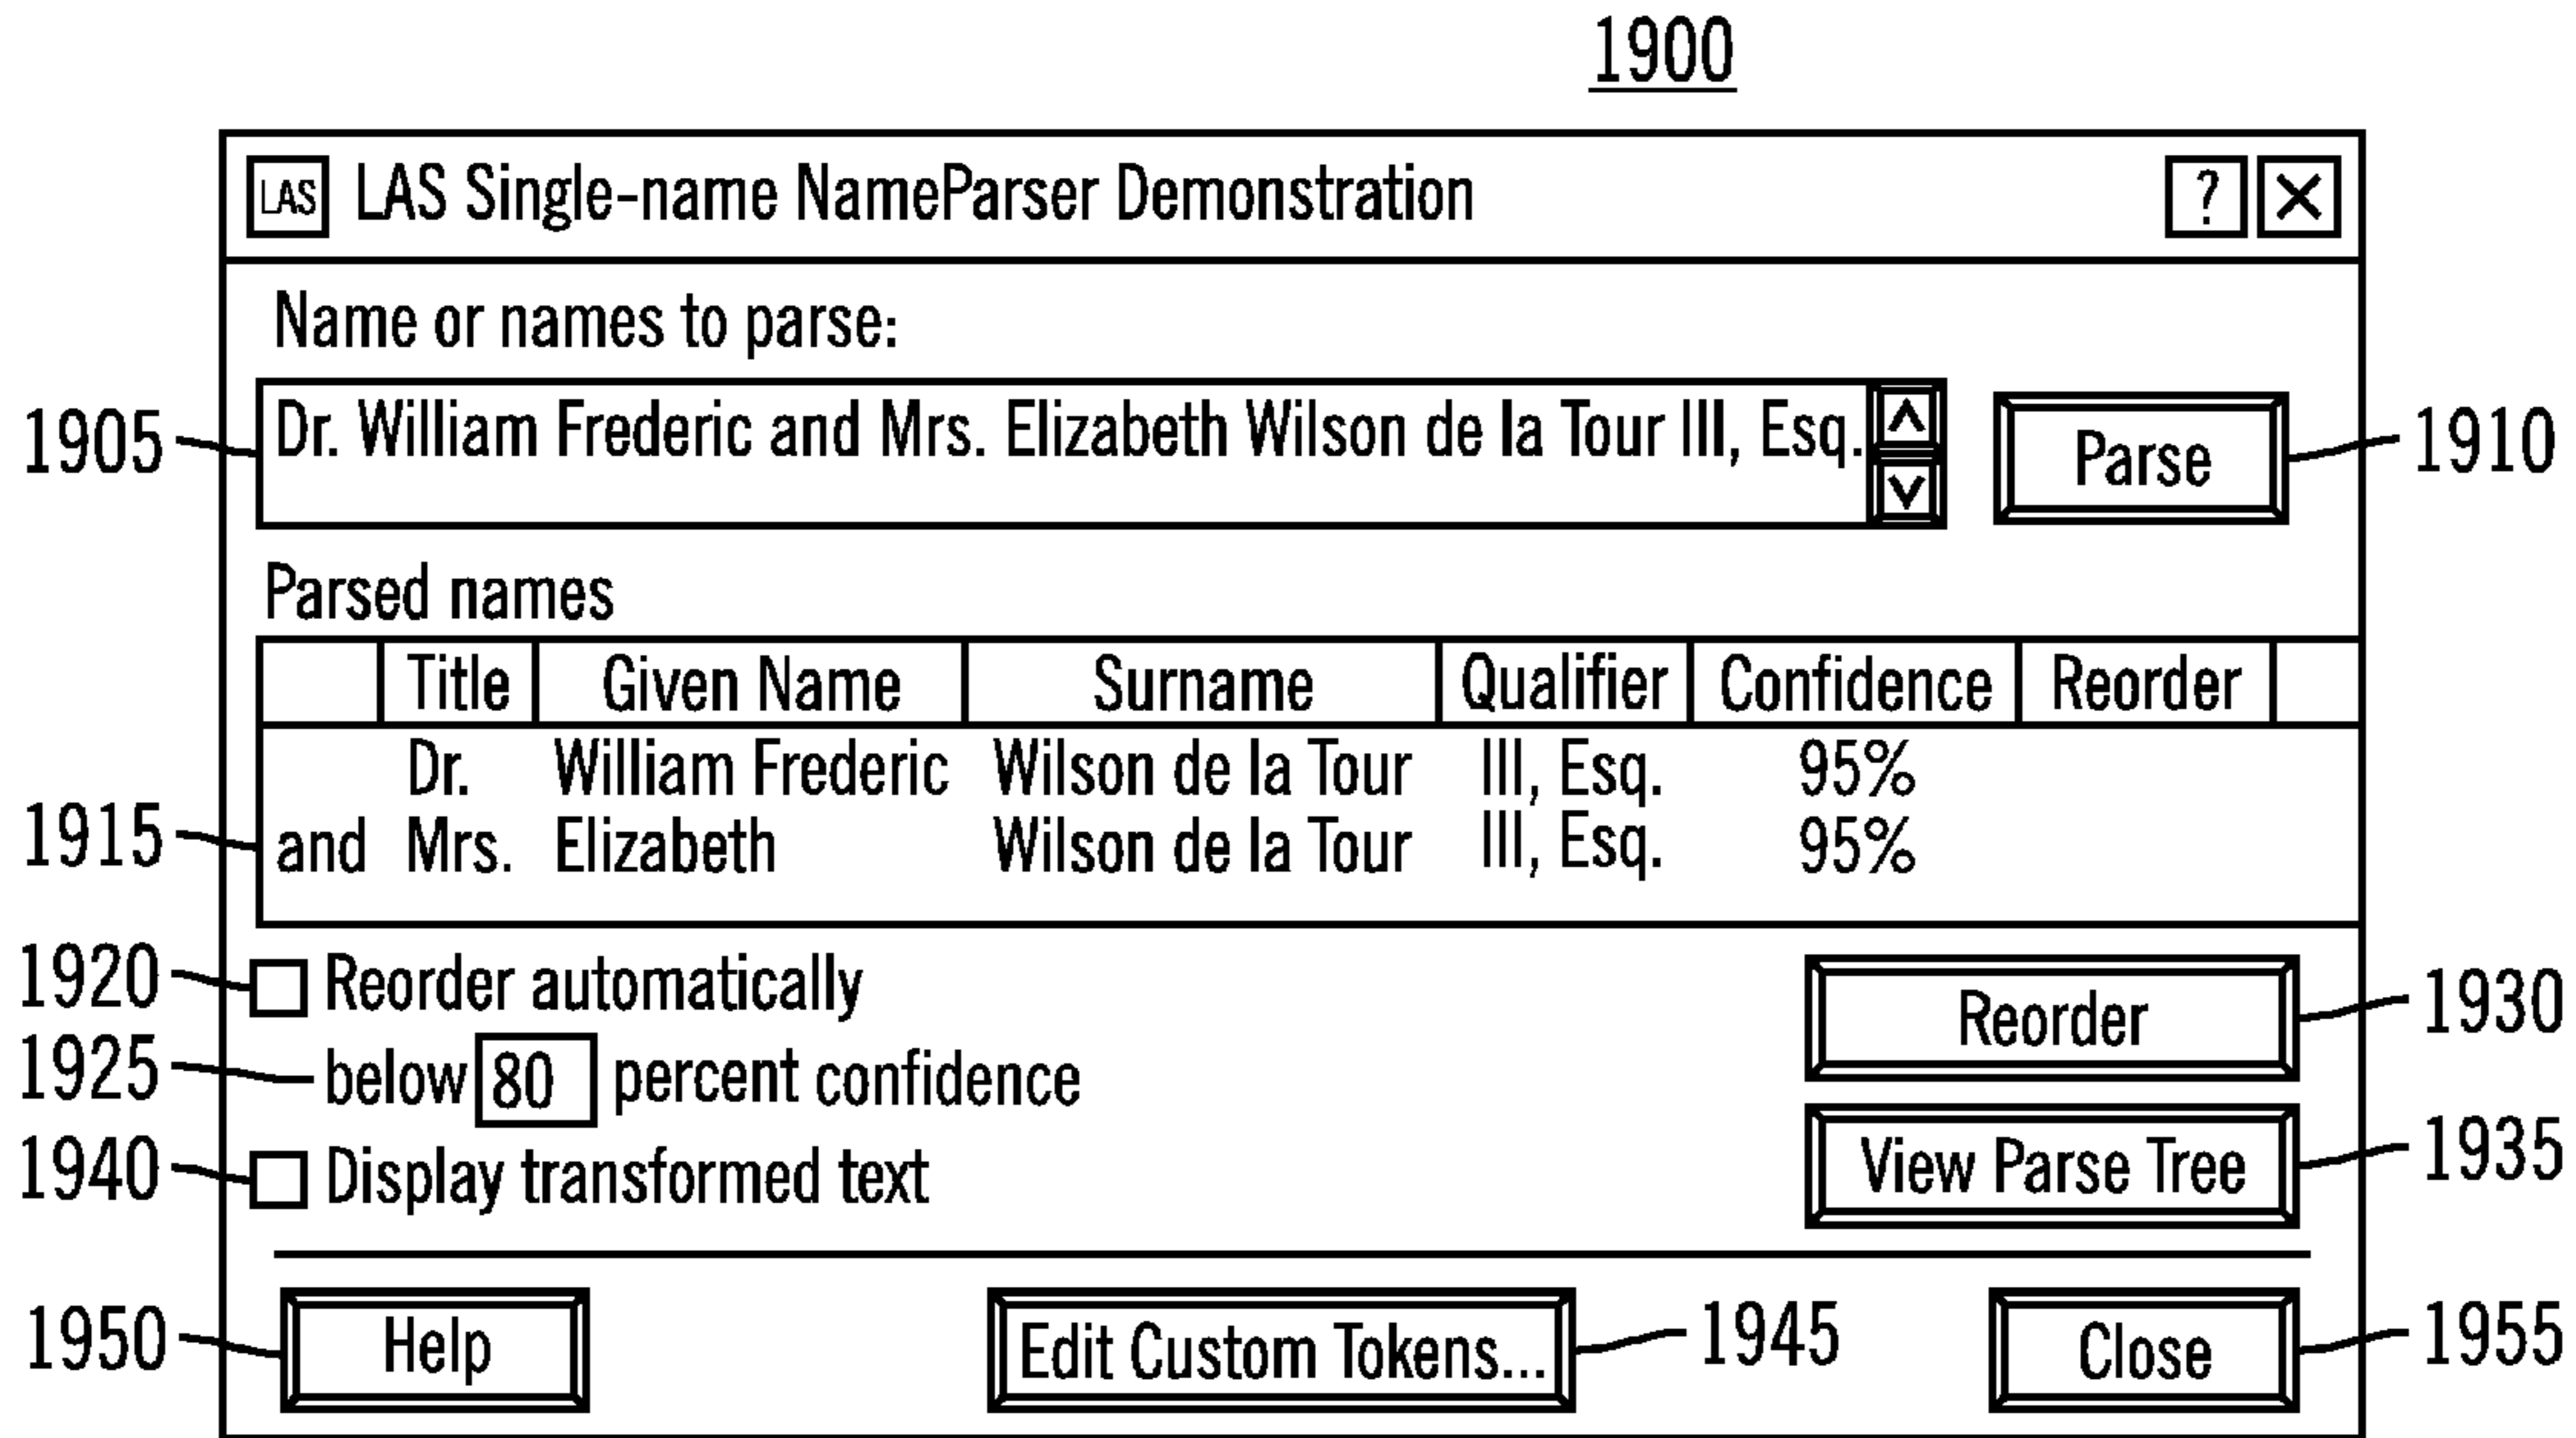 1900
LAS LAS Single-name NameParser Demonstration ? X
Name or names to parse:
1905 Dr. William Frederic and Mrs. Elizabeth Wilson de la Tour III, Esq. Parse 1910
Parsed names
Title Given Name Surname Qualifier Confidence Reorder
Dr. William Frederic Wilson de la Tour III, Esq. 95%
1915 and Mrs. Elizabeth Wilson de la Tour III, Esq. 95%
1920 Reorder automatically Reorder 1930
1925 below 80 percent confidence
1940 Display transformed text View Parse Tree 1935
1950 Help Edit Custom Tokens... 1945 Close 1955